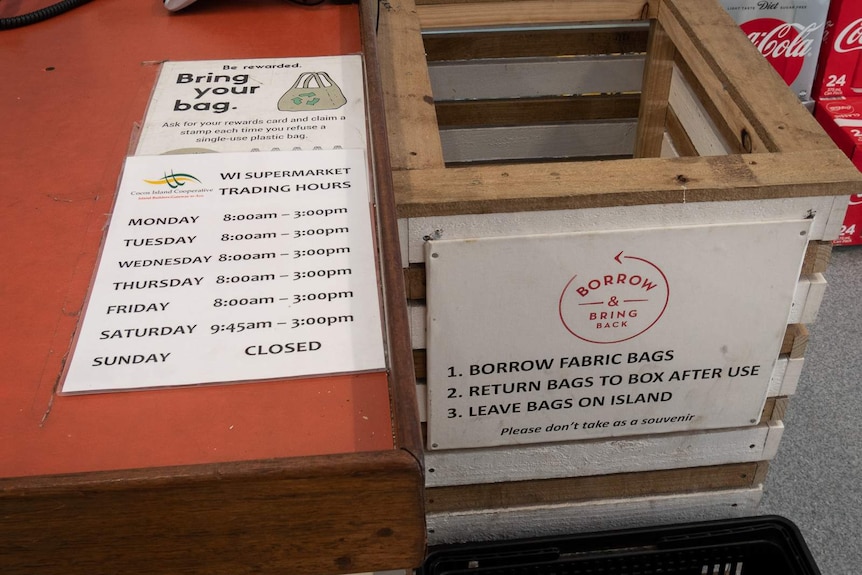 Be rewarded.
Bring
your
bag.
Ask for your rewards card and claim a
stamp each time you refuse a
single-use plastic bag.
Cocos Island Cooperative
WI SUPERMARKET
TRADING HOURS
MONDAY 8:00am – 3:00pm
TUESDAY 8:00am – 3:00pm
WEDNESDAY 8:00am – 3:00pm
THURSDAY 8:00am – 3:00pm
FRIDAY 8:00am – 3:00pm
SATURDAY 9:45am – 3:00pm
SUNDAY CLOSED
BORROW
&
BRING
BACK
1. BORROW FABRIC BAGS
2. RETURN BAGS TO BOX AFTER USE
3. LEAVE BAGS ON ISLAND
Please don't take as a souvenir
Diet
Coca-Cola
24
24